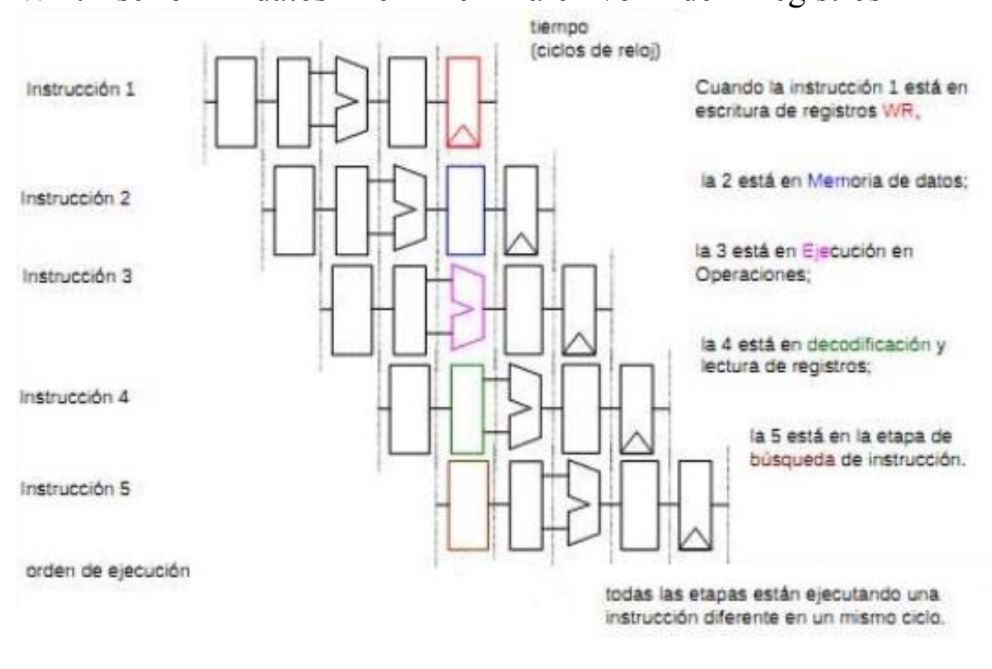 tiempo
(ciclos de reloj)
Instrucción 1
Cuando la instrucción 1 está en
escritura de registros WR,
Instrucción 2
la 2 está en Memoria de datos;
Instrucción 3
la 3 está en Ejecución en
Operaciones;
Instrucción 4
la 4 está en decodificación y
lectura de registros;
Instrucción 5
la 5 está en la etapa de
búsqueda de instrucción.
orden de ejecución
todas las etapas están ejecutando una
instrucción diferente en un mismo ciclo.